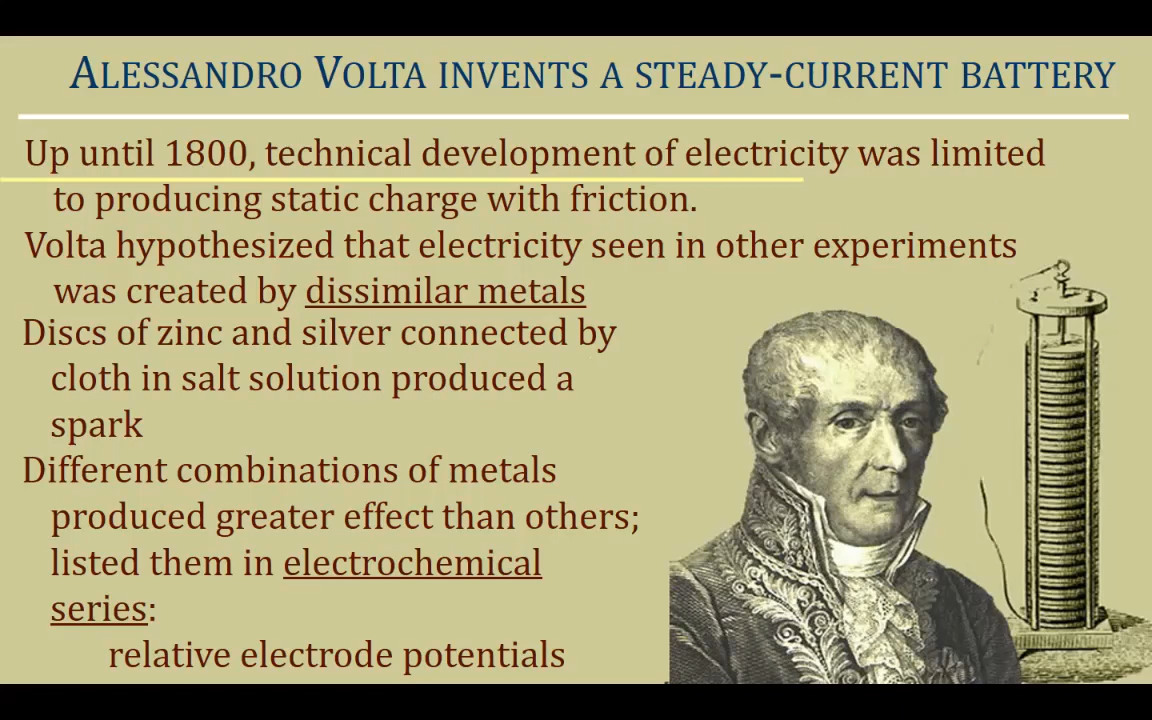 ALESSANDRO VOLTA INVENTS A STEADY-CURRENT BATTERY
Up until 1800, technical development of electricity was limited
to producing static charge with friction.
Volta hypothesized that electricity seen in other experiments
was created by dissimilar metals
Discs of zinc and silver connected by
cloth in salt solution produced a
spark
Different combinations of metals
produced greater effect than others;
listed them in electrochemical
series:
relative electrode potentials